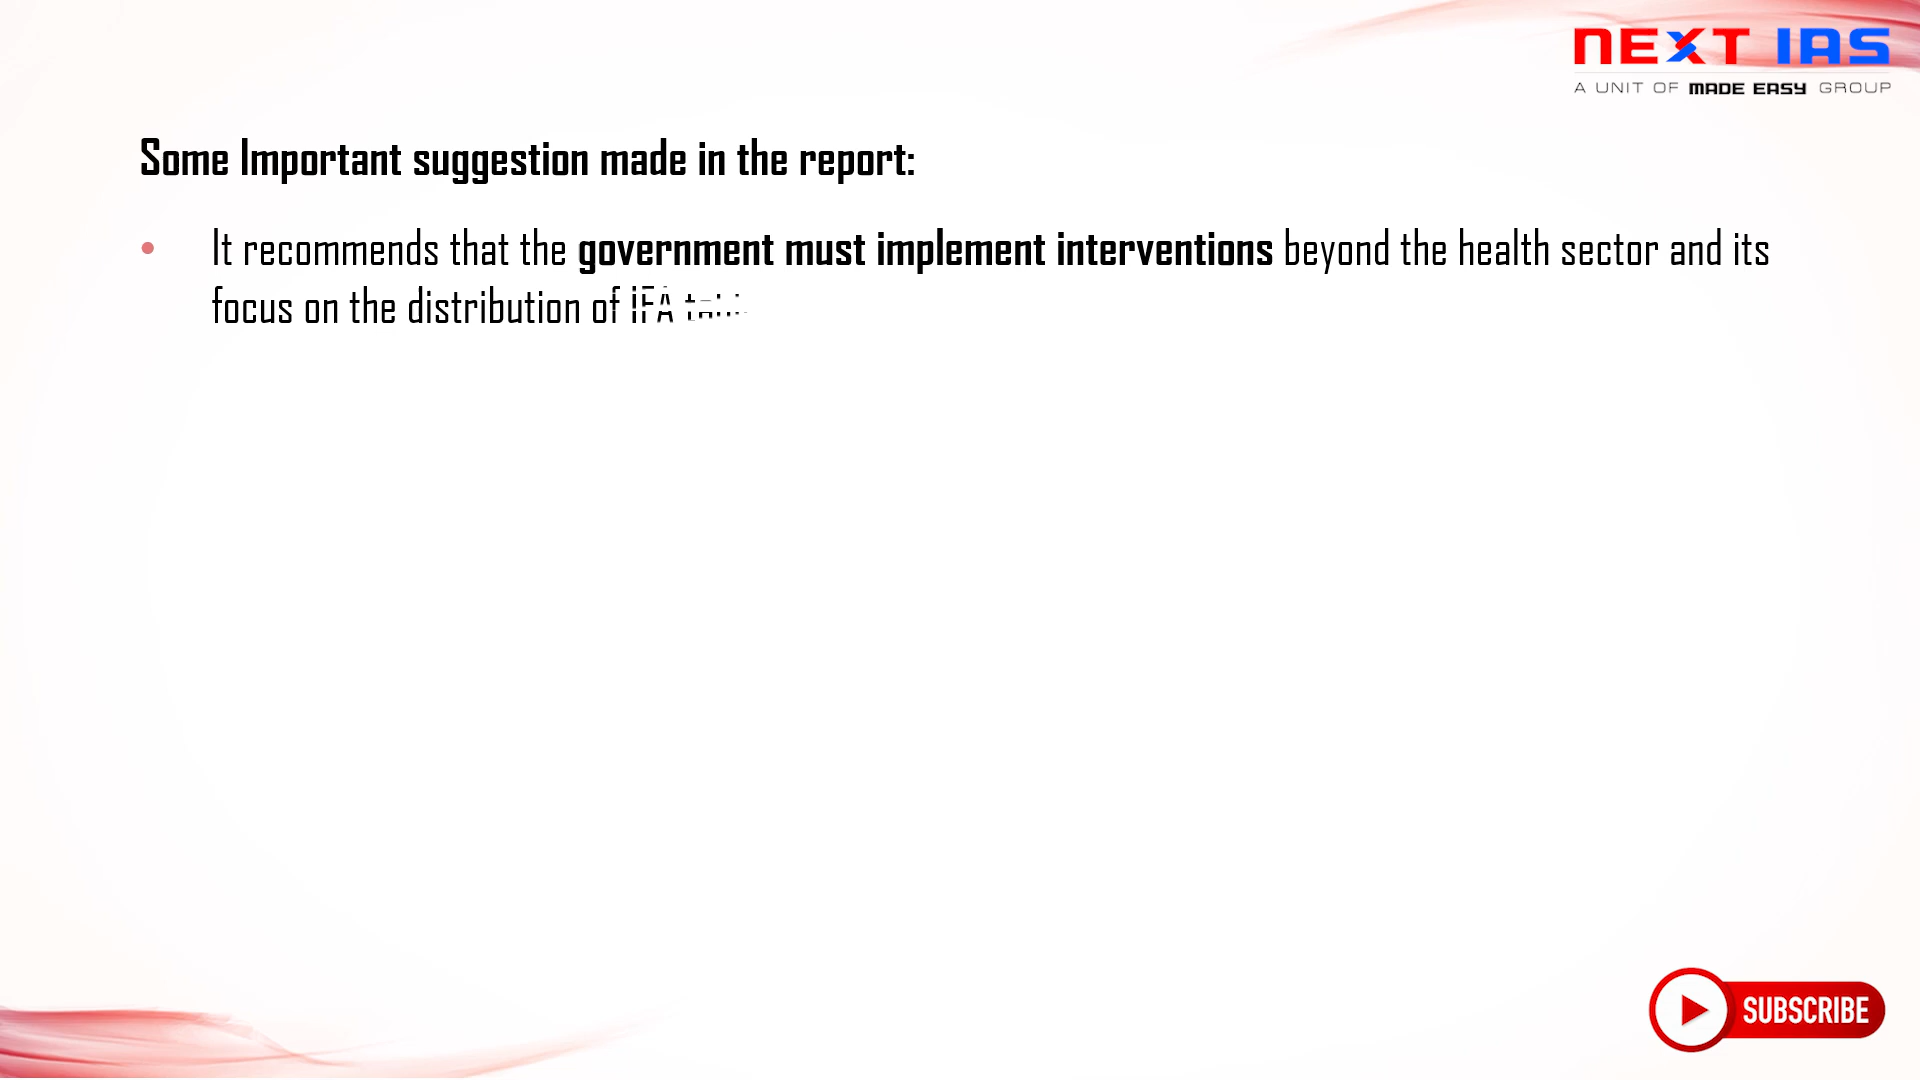 NEXT IAS
A UNIT OF MADE EASY GROUP
Some Important suggestion made in the report:
• It recommends that the government must implement interventions beyond the health sector and its
focus on the distribution of IFA
SUBSCRIBE